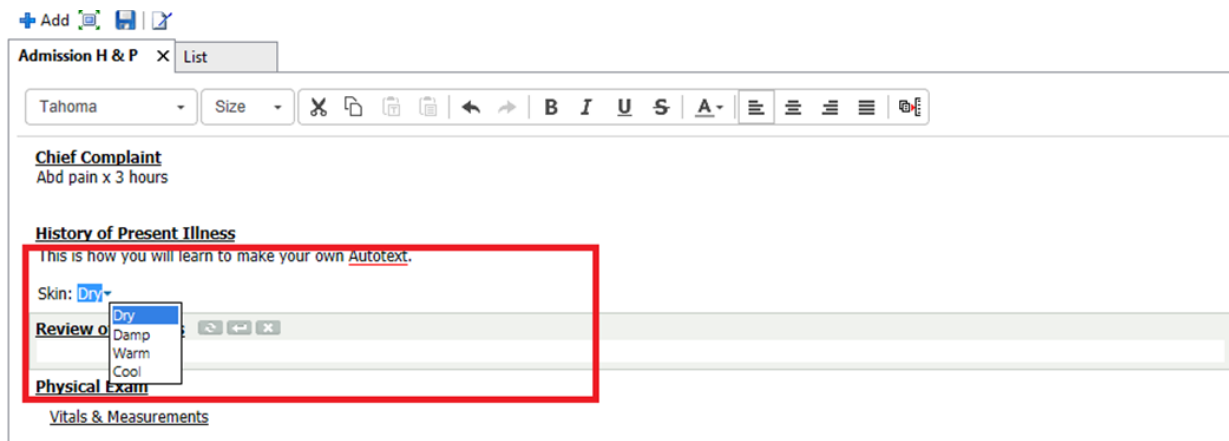 Add
Admission H & P X List
Tahoma Size B I U S A
Chief Complaint
Abd pain x 3 hours
History of Present Illness
This is how you will learn to make your own Autotext.
Skin: Dry
Dry
Review o s
Damp
Warm
Cool
Physical Exam
Vitals & Measurements